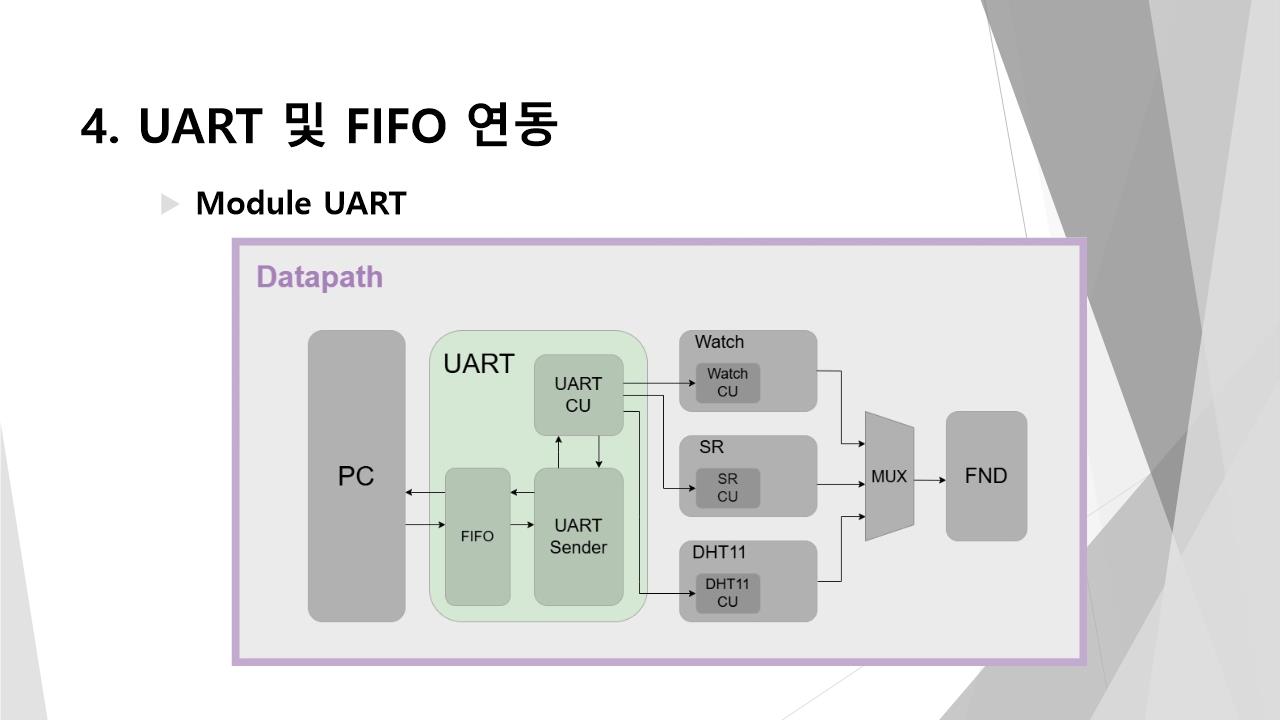 4. UART 및 FIFO 연동
Module UART
Datapath
PC
UART
UART
CU
FIFO
UART
Sender
Watch
Watch
CU
SR
SR
CU
DHT11
DHT11
CU
MUX
FND